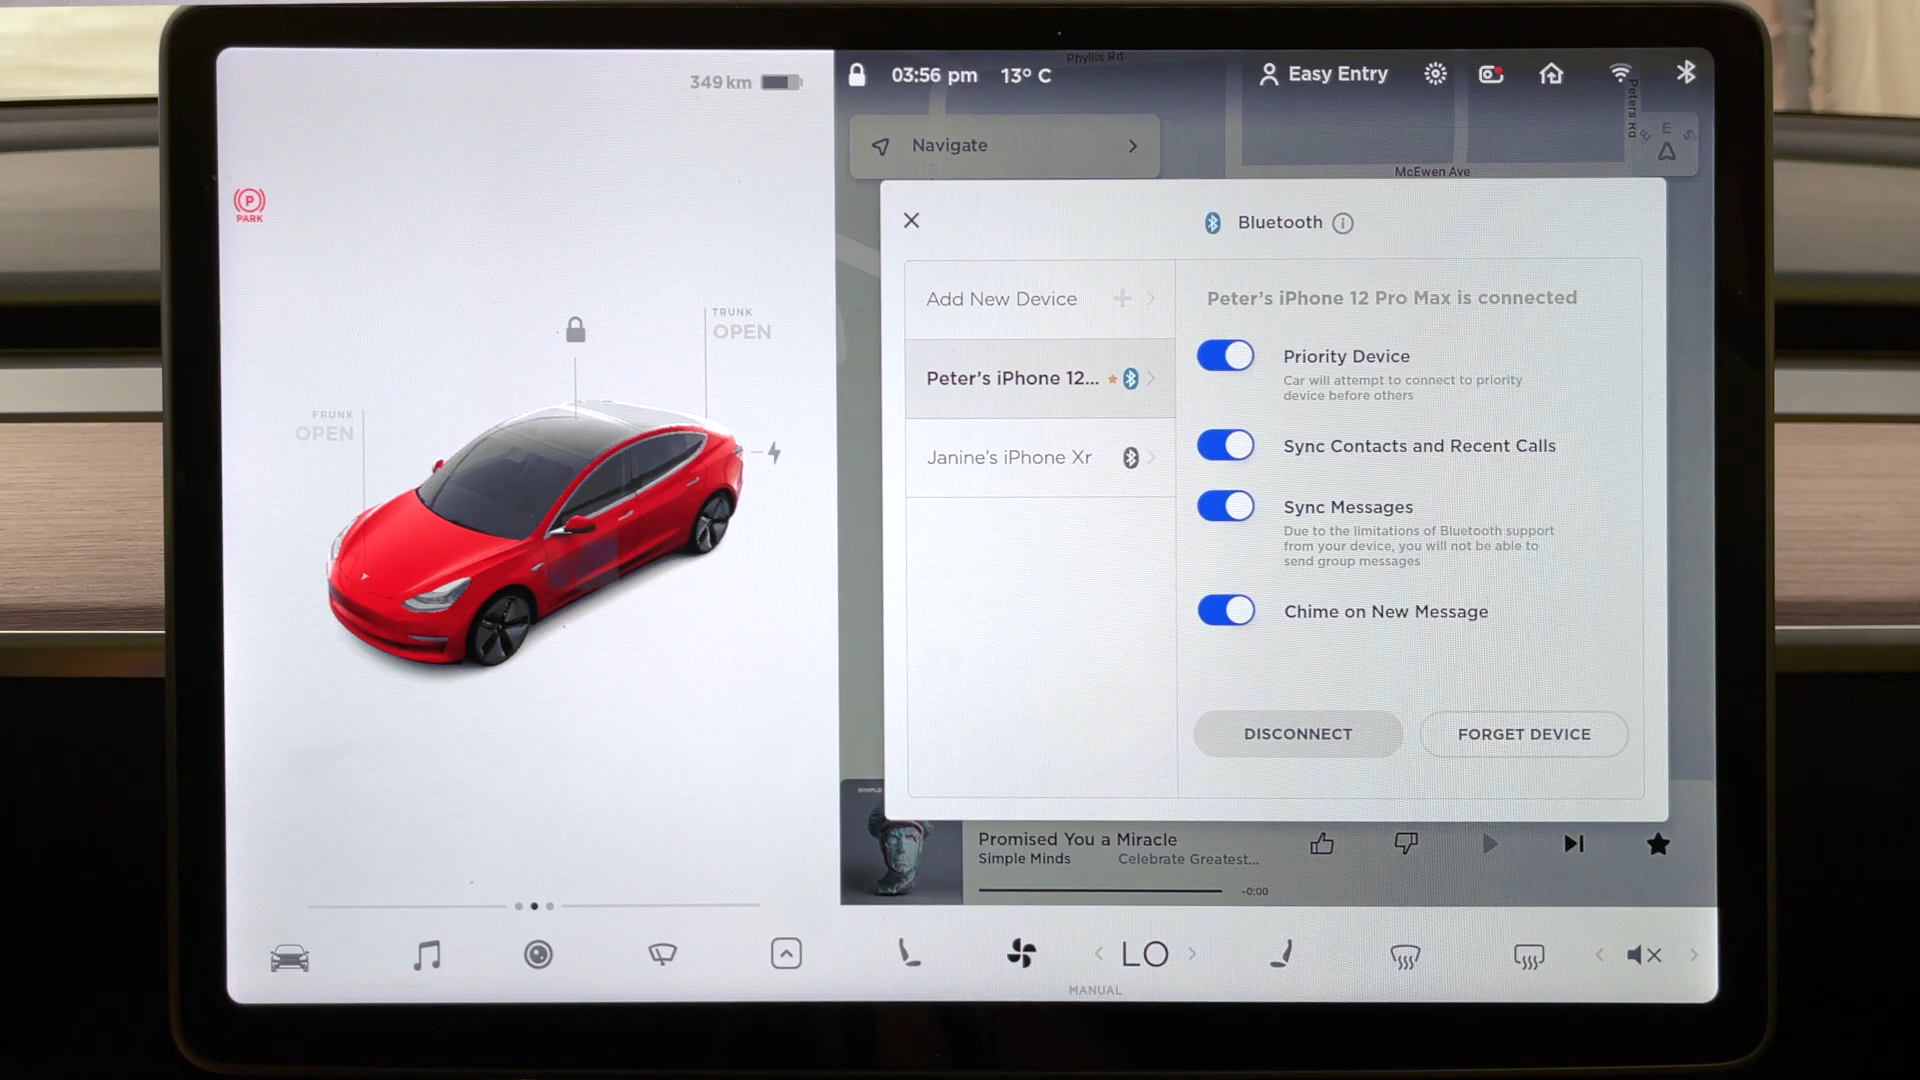 349 km
P
PARK
TRUNK
OPEN
FRUNK
OPEN
Phyllis Rd
03:56 pm
13° C
Easy Entry
Peters Rd
Navigate
E
E
S
McEwen Ave
Bluetooth
Add New Device
Peter's iPhone 12...
Janine's iPhone Xr
Peter's iPhone 12 Pro Max is connected
Priority Device
Car will attempt to connect to priority
device before others
Sync Contacts and Recent Calls
Sync Messages
Due to the limitations of Bluetooth support
from your device, you will not be able to
send group messages
Chime on New Message
DISCONNECT
FORGET DEVICE
SIMPLE
Promised You a Miracle
Simple Minds
Celebrate Greatest...
-0:00
LO
MANUAL